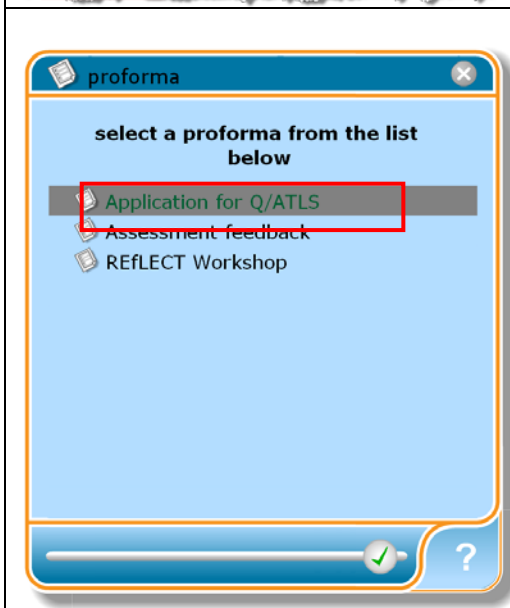 proforma
select a proforma from the list
below
Application for Q/ATLS
Assessment feedback
REfLECT Workshop
?